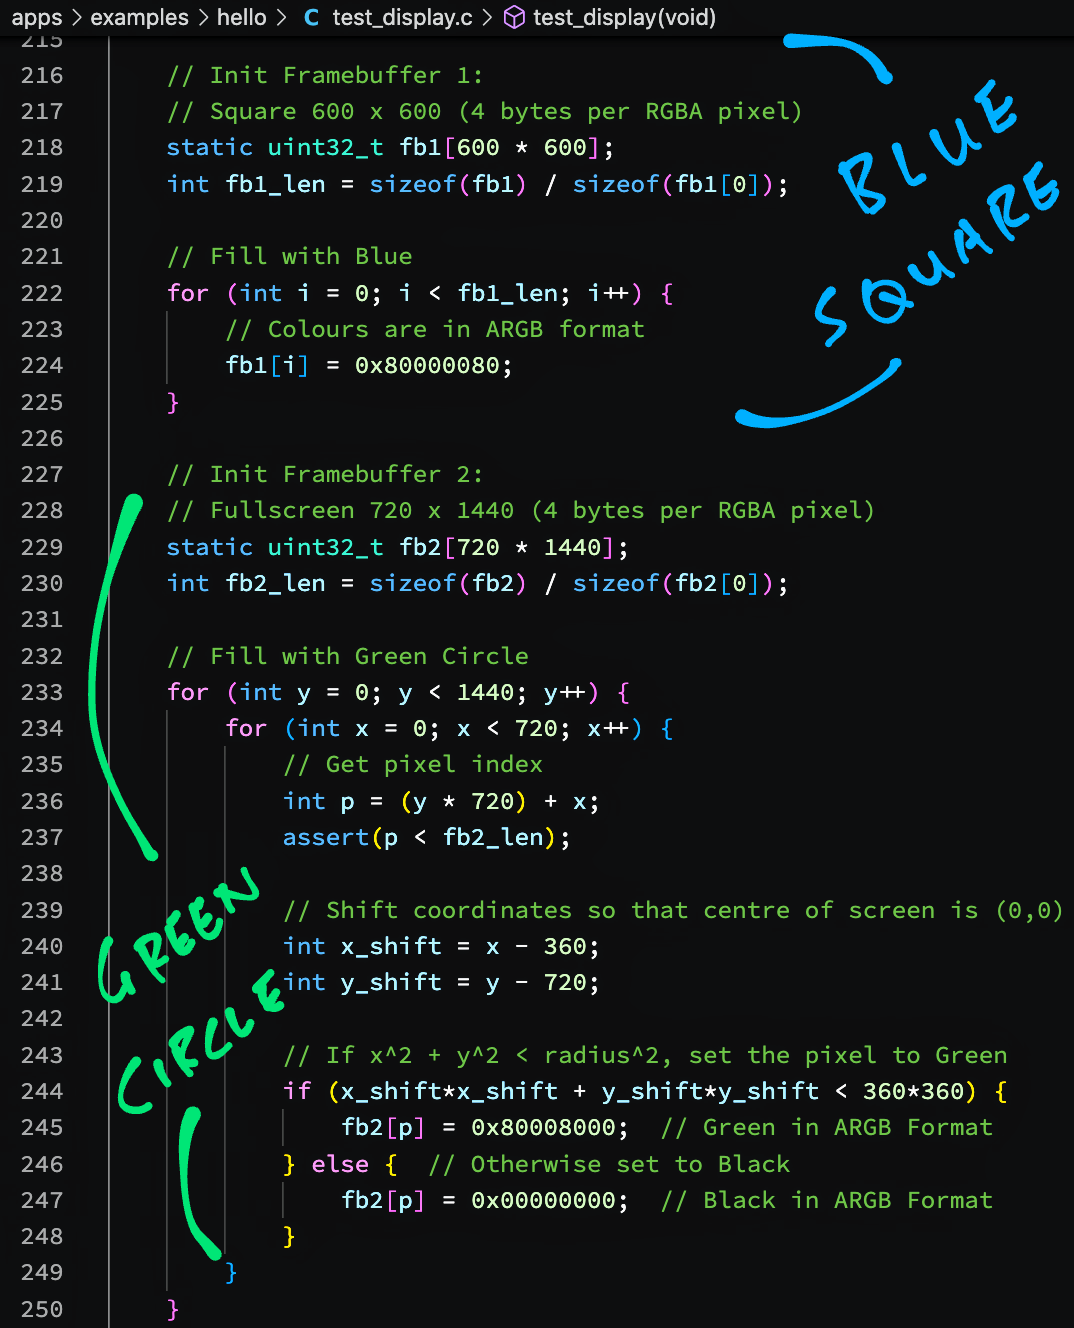 apps > examples > hello > C test_display.c > test_display(void)
215
216 // Init Framebuffer 1:
217 // Square 600 x 600 (4 bytes per RGBA pixel)
218 static uint32_t fb1[600 * 600];
219 int fb1_len = sizeof(fb1) / sizeof(fb1[0]);
220
221 // Fill with Blue
222 for (int i = 0; i < fb1_len; i++) {
223 // Colours are in ARGB format
224 fb1[i] = 0x80000080;
225 }
226
227 // Init Framebuffer 2:
228 // Fullscreen 720 x 1440 (4 bytes per RGBA pixel)
229 static uint32_t fb2[720 * 1440];
230 int fb2_len = sizeof(fb2) / sizeof(fb2[0]);
231
232 // Fill with Green Circle
233 for (int y = 0; y < 1440; y++) {
234 for (int x = 0; x < 720; x++) {
235 // Get pixel index
236 int p = (y * 720) + x;
237 assert(p < fb2_len);
238
239 // Shift coordinates so that centre of screen is (0,0)
240 int x_shift = x - 360;
241 int y_shift = y - 720;
242
243 // If x^2 + y^2 < radius^2, set the pixel to Green
244 if (x_shift*x_shift + y_shift*y_shift < 360*360) {
245 fb2[p] = 0x80008000;  // Green in ARGB Format
246 } else {  // Otherwise set to Black
247 fb2[p] = 0x00000000;  // Black in ARGB Format
248 }
249 }
250 }
BLUE
SQUARE
GREEN
CIRCLE